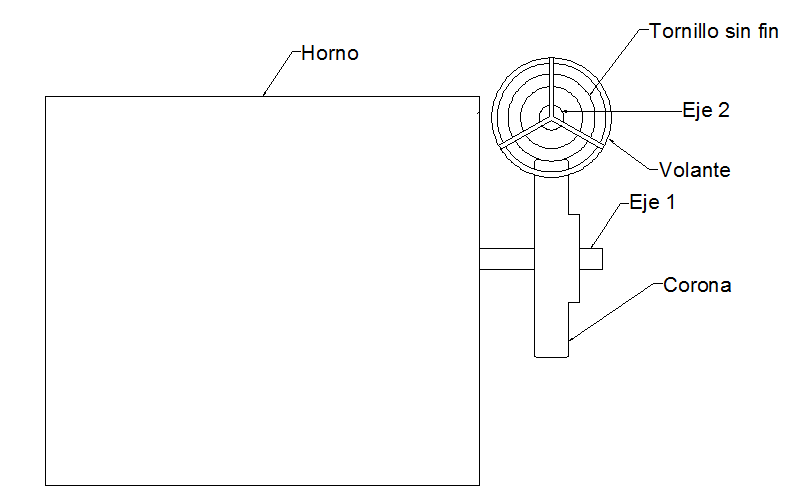 Tornillo sin fin
Horno
Eje 2
Volante
Eje 1
Corona